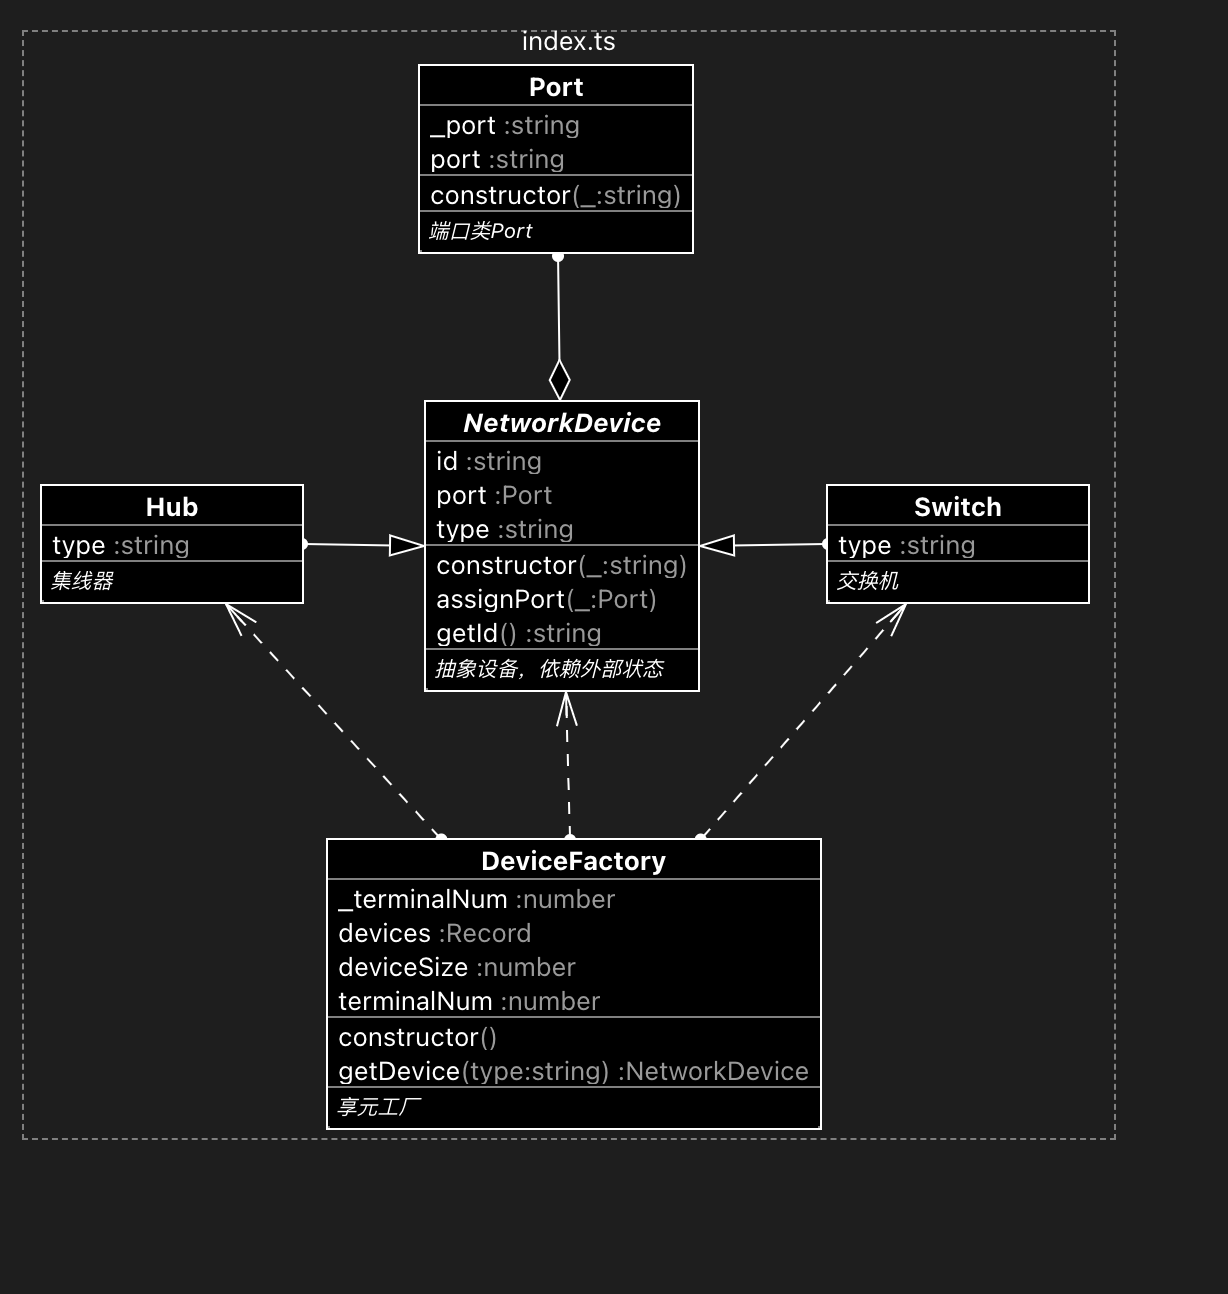 index.ts
Port
_port :string
port :string
constructor(_:string)
端口类Port
NetworkDevice
id :string
port :Port
type :string
constructor(_:string)
assignPort(_:Port)
getId() :string
抽象设备，依赖外部状态
Hub
type :string
集线器
Switch
type :string
交换机
DeviceFactory
_terminalNum :number
devices :Record
deviceSize :number
terminalNum :number
constructor()
getDevice(type:string) :NetworkDevice
享元工厂